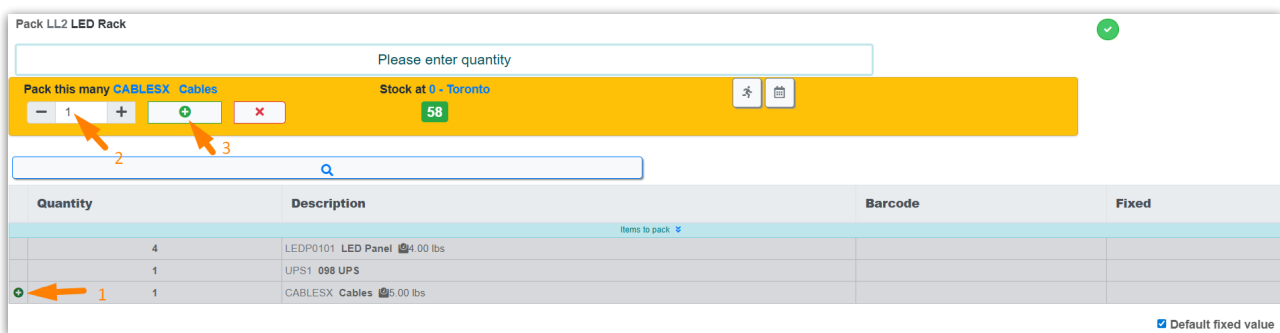 Pack LL2 LED Rack
Please enter quantity
Pack this many CABLESX Cables
Stock at 0 - Toronto
1
58
2
3
Quantity Description Barcode Fixed
Items to pack
4 LEDP0101 LED Panel 4.00 lbs
1 UPS1 098 UPS
1 1 CABLESX Cables 5.00 lbs
Default fixed value